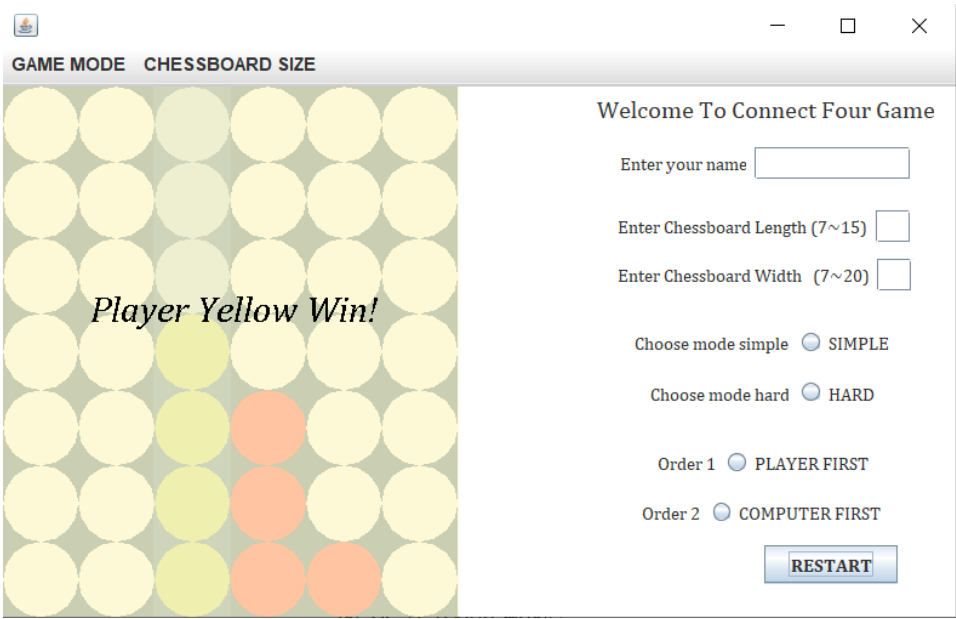 GAME MODE CHESSBOARD SIZE
Welcome To Connect Four Game
Enter your name
Enter Chessboard Length (7~15)
Enter Chessboard Width (7~20)
Player Yellow Win!
Choose mode simple SIMPLE
Choose mode hard HARD
Order 1 PLAYER FIRST
Order 2 COMPUTER FIRST
RESTART